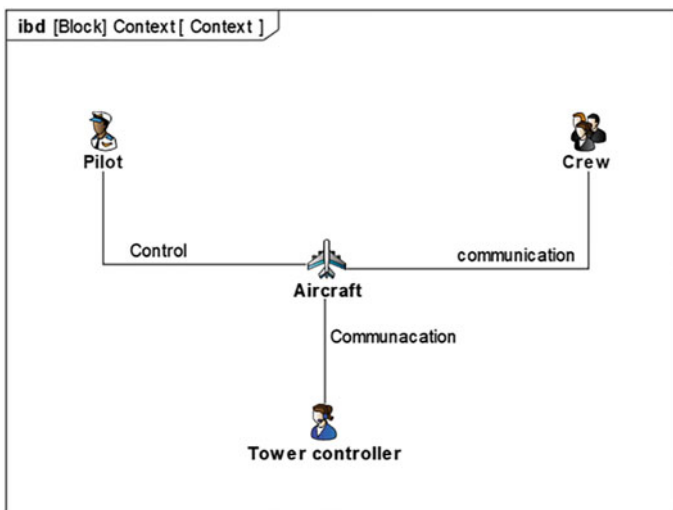 ibd [Block] Context [ Context ]
Pilot
Crew
Control
communication
Aircraft
Communacation
Tower controller